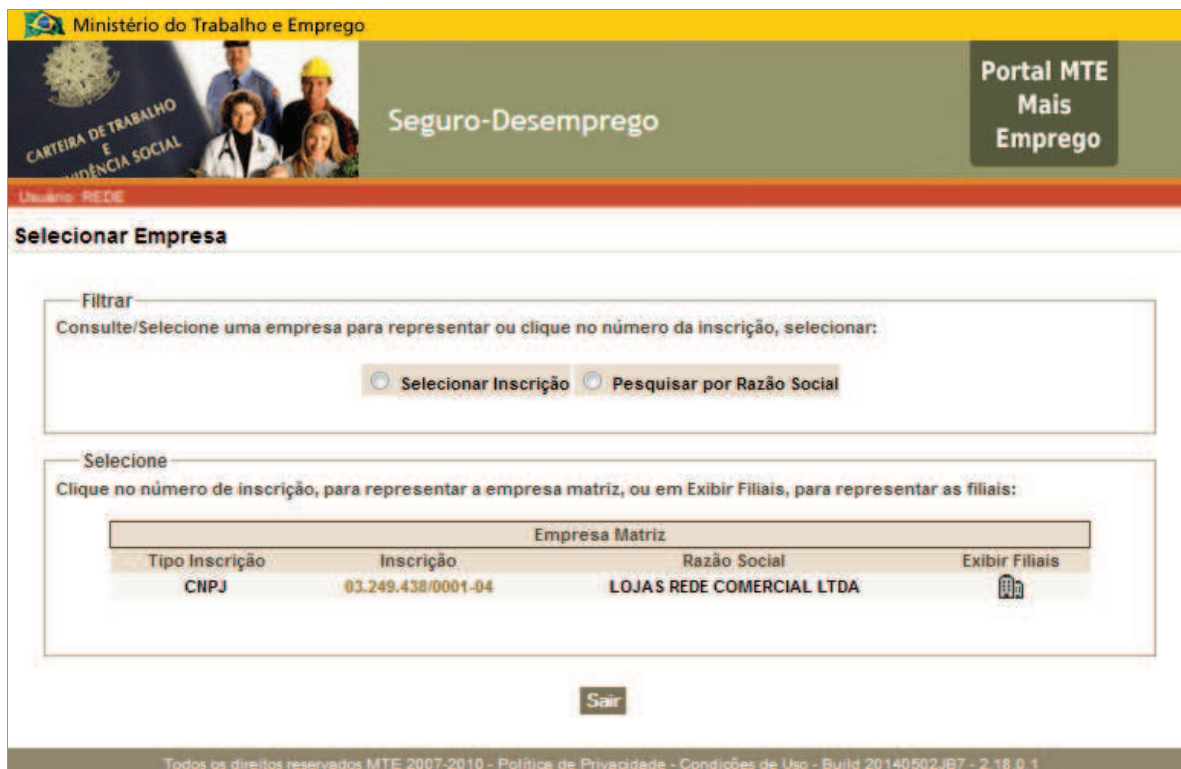 Ministério do Trabalho e Emprego
CARTEIRA DE TRABALHO
E
PREVIDÊNCIA SOCIAL
Seguro-Desemprego
Portal MTE
Mais
Emprego
Usuário: REDE
Selecionar Empresa
Filtrar
Consulte/Selecione uma empresa para representar ou clique no número da inscrição, selecionar:
Selecionar Inscrição Pesquisar por Razão Social
Selecione
Clique no número de inscrição, para representar a empresa matriz, ou em Exibir Filiais, para representar as filiais:
Empresa Matriz
Tipo Inscrição Inscrição Razão Social Exibir Filiais
CNPJ 03.249.438/0001-04 LOJAS REDE COMERCIAL LTDA
Sair
Todos os direitos reservados MTE 2007-2010 - Política de Privacidade - Condições de Uso - Build 20140502JB7 - 2.18.0.1